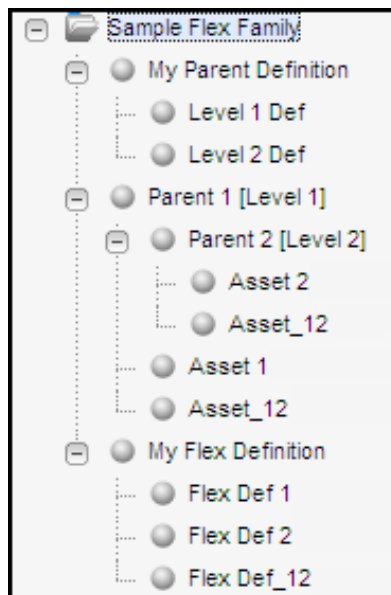 Sample Flex Family
My Parent Definition
Level 1 Def
Level 2 Def
Parent 1 [Level 1]
Parent 2 [Level 2]
Asset 2
Asset_12
Asset 1
Asset_12
My Flex Definition
Flex Def 1
Flex Def 2
Flex Def_12